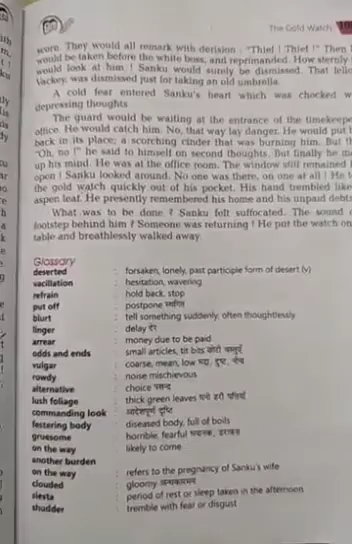 The Gold Watch 10
score. They would all remark with decision : "Thief ! Thief !" Then
would be taken before the white boss, and reprimanded. How sternly
would look at him ! Sanku would surely be dismissed. That
Vackey, was dismissed just for taking an old umbrella.
A cold fear entered Sanku's heart which was chocked
depressing thoughts
The guard would be waiting at the entrance of the
office. He would catch him. No, that way lay danger. He would put
back in its place; a scorching cinder that was burning him. But
"Oh, no !" he said to himself on second thoughts. But finally he
up his mind. He was at the office room. The window still remained
open ! Sanku looked around. No one was there, on one at all ! He
the gold watch quickly out of his pocket. His hand trembled like
aspen leaf. He presently remembered his home and his unpaid debts
What was to be done ? Sanku felt suffocated. The sound
footstep behind him ? Someone was returning ! He put the watch on
table and breathlessly walked away.
Glossary
deserted : forsaken, lonely, past participle form of desert (v)
vacillation : hesitation, wavering
refrain : hold back, stop
put off : postpone स्थगित
blurt : tell something suddenly, often thoughtlessly
linger : delay देर
arrear : money due to be paid
odds and ends : small articles, tit bits छोटी वस्तुएँ
vulgar : coarse, mean, low भद्दा, दुष्ट, नीच
rowdy : noise mischievous
alternative : choice पसन्द
lush foliage : thick green leaves घने हरी पत्तियाँ
commanding look : आदेशपूर्ण दृष्टि
festering body : diseased body, full of boils
gruesome : horrible, fearful भयानक, डरावना
on the way : likely to come
another burden
on the way : refers to the pregnancy of Sanku's wife
clouded : gloomy अन्धकारमय
siesta : period of rest or sleep taken in the afternoon
shudder : tremble with fear or disgust